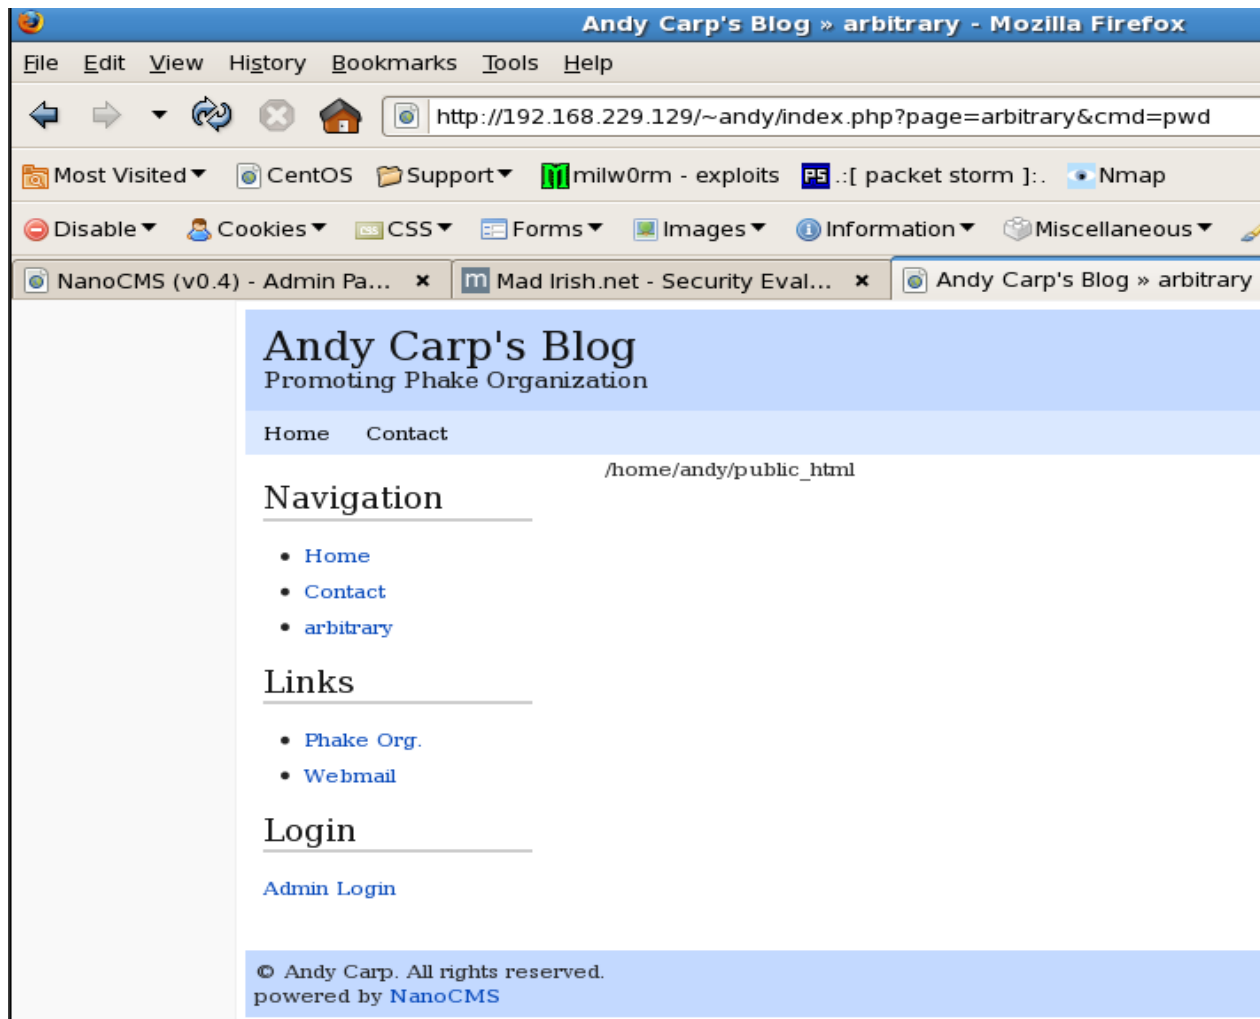 Andy Carp's Blog » arbitrary - Mozilla Firefox
File Edit View History Bookmarks Tools Help
http://192.168.229.129/~andy/index.php?page=arbitrary&cmd=pwd
Most Visited CentOS Support milw0rm - exploits PS .:[ packet storm ]:. Nmap
Disable Cookies CSS CSS Forms Images Information Miscellaneous
NanoCMS (v0.4) - Admin Pa... m Mad Irish.net - Security Eval... Andy Carp's Blog » arbitrary
Andy Carp's Blog
Promoting Phake Organization
Home Contact
/home/andy/public_html
Navigation
Home
Contact
arbitrary
Links
Phake Org.
Webmail
Login
Admin Login
© Andy Carp. All rights reserved.
powered by NanoCMS